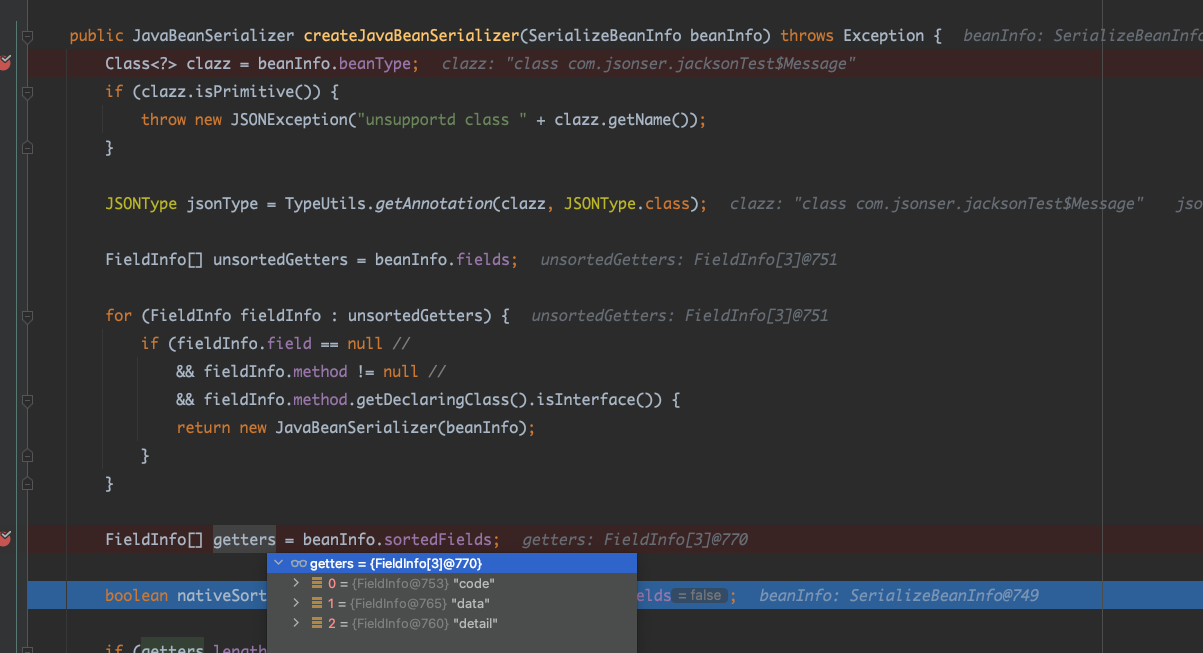 public JavaBeanSerializer createJavaBeanSerializer(SerializeBeanInfo beanInfo) throws Exception {  beanInfo: SerializeBeanInfo
Class<?> clazz = beanInfo.beanType;  clazz: "class com.jsonser.jacksonTest$Message"
if (clazz.isPrimitive()) {
throw new JSONException("unsupportd class " + clazz.getName());
}
JSONType jsonType = TypeUtils.getAnnotation(clazz, JSONType.class);  clazz: "class com.jsonser.jacksonTest$Message"  jso
FieldInfo[] unsortedGetters = beanInfo.fields;  unsortedGetters: FieldInfo[3]@751
for (FieldInfo fieldInfo : unsortedGetters) {  unsortedGetters: FieldInfo[3]@751
if (fieldInfo.field == null //
&& fieldInfo.method != null //
&& fieldInfo.method.getDeclaringClass().isInterface()) {
return new JavaBeanSerializer(beanInfo);
}
}
FieldInfo[] getters = beanInfo.sortedFields;  getters: FieldInfo[3]@770
getters = {FieldInfo[3]@770}
0 = {FieldInfo@753} "code"
boolean nativeSort elds = false ;  beanInfo: SerializeBeanInfo@749
1 = {FieldInfo@765} "data"
2 = {FieldInfo@760} "detail"
if (getters.length